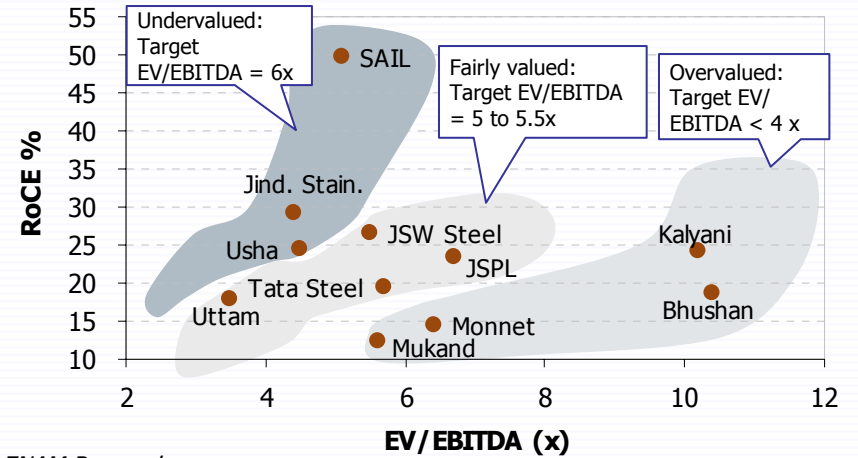 Undervalued:
Target
EV/EBITDA = 6x
Fairly valued:
Target EV/EBITDA
= 5 to 5.5x
Overvalued:
Target EV/
EBITDA < 4 x
RoCE %
55
50
45
40
35
30
25
20
15
10
SAIL
Jind. Stain.
Usha
JSW Steel
Kalyani
JSPL
Tata Steel
Uttam
Bhushan
Monnet
Mukand
2 4 6 8 10 12
EV/EBITDA (x)